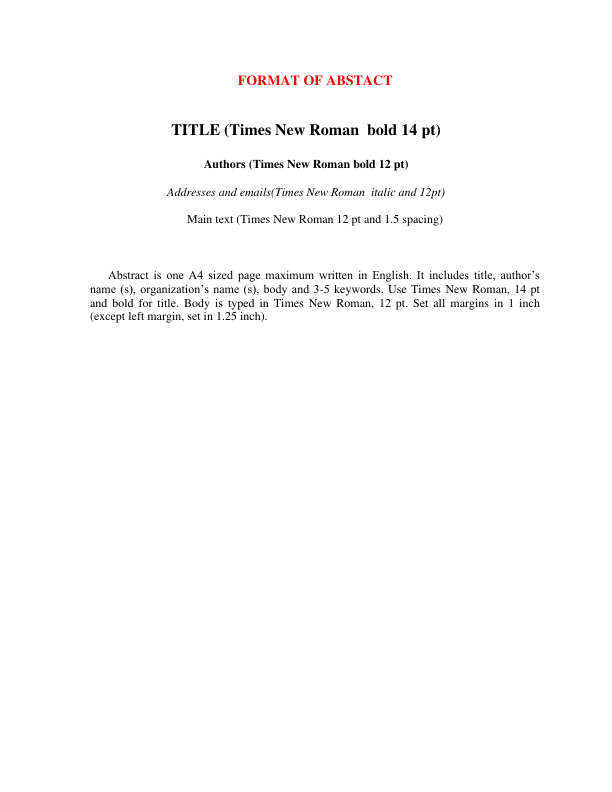 FORMAT OF ABSTACT
TITLE (Times New Roman  bold 14 pt)
Authors (Times New Roman bold 12 pt)
Addresses and emails(Times New Roman  italic and 12pt)
Main text (Times New Roman 12 pt and 1.5 spacing)
Abstract is one A4 sized page maximum written in English. It includes title, author’s
name (s), organization’s name (s), body and 3-5 keywords. Use Times New Roman, 14 pt
and bold for title. Body is typed in Times New Roman, 12 pt. Set all margins in 1 inch
(except left margin, set in 1.25 inch).